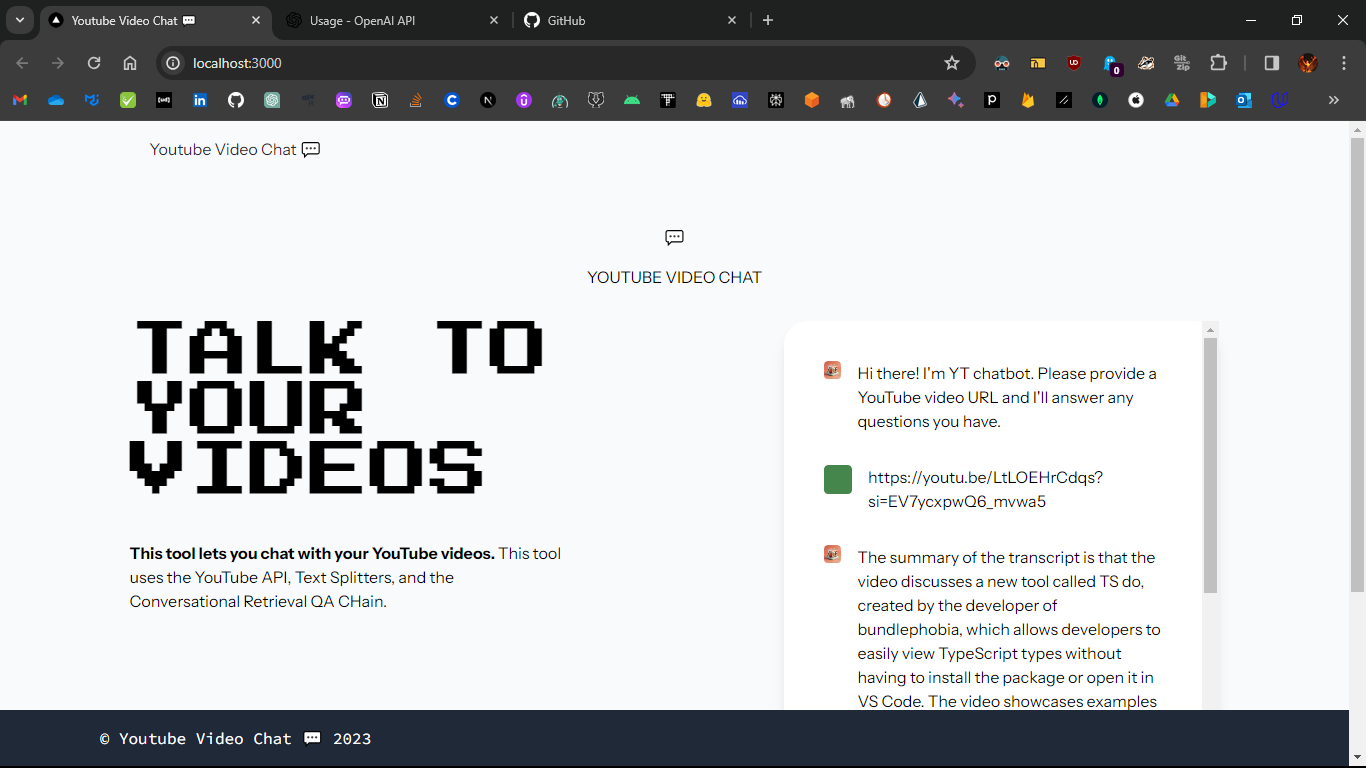 Youtube Video Chat 💬
Usage - OpenAI API
GitHub
localhost:3000
Youtube Video Chat 💬
💬
YOUTUBE VIDEO CHAT
TALK TO
YOUR
VIDEOS
This tool lets you chat with your YouTube videos. This tool
uses the YouTube API, Text Splitters, and the
Conversational Retrieval QA CHain.
Hi there! I'm YT chatbot. Please provide a
YouTube video URL and I'll answer any
questions you have.
https://youtu.be/LtLOEHrCdqs?
si=EV7ycxpwQ6_mvwa5
The summary of the transcript is that the
video discusses a new tool called TS do,
created by the developer of
bundlephobia, which allows developers to
easily view TypeScript types without
having to install the package or open it in
VS Code. The video showcases examples
© Youtube Video Chat 💬 2023